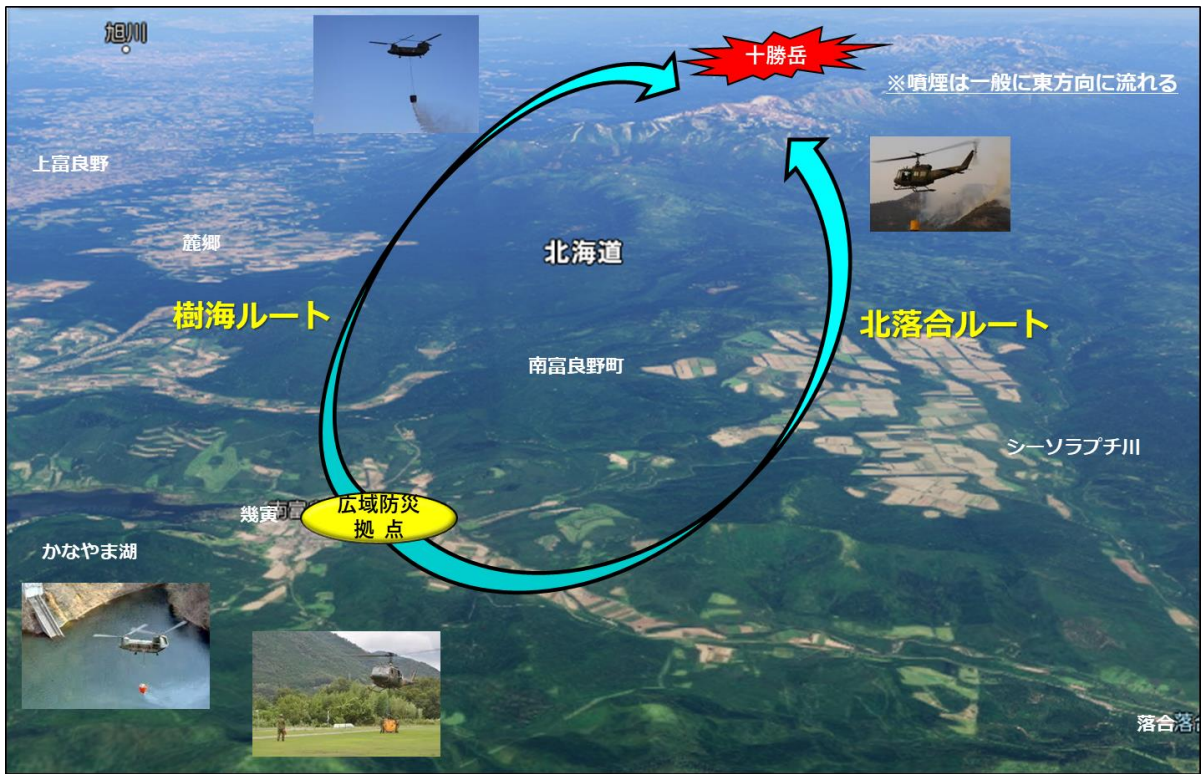 旭川
十勝岳
※噴煙は一般に東方向に流れる
上富良野
麓郷
北海道
樹海ルート
北落合ルート
南富良野町
シーソラプチ川
幾寅
広域防災
拠 点
かなやま湖
落合